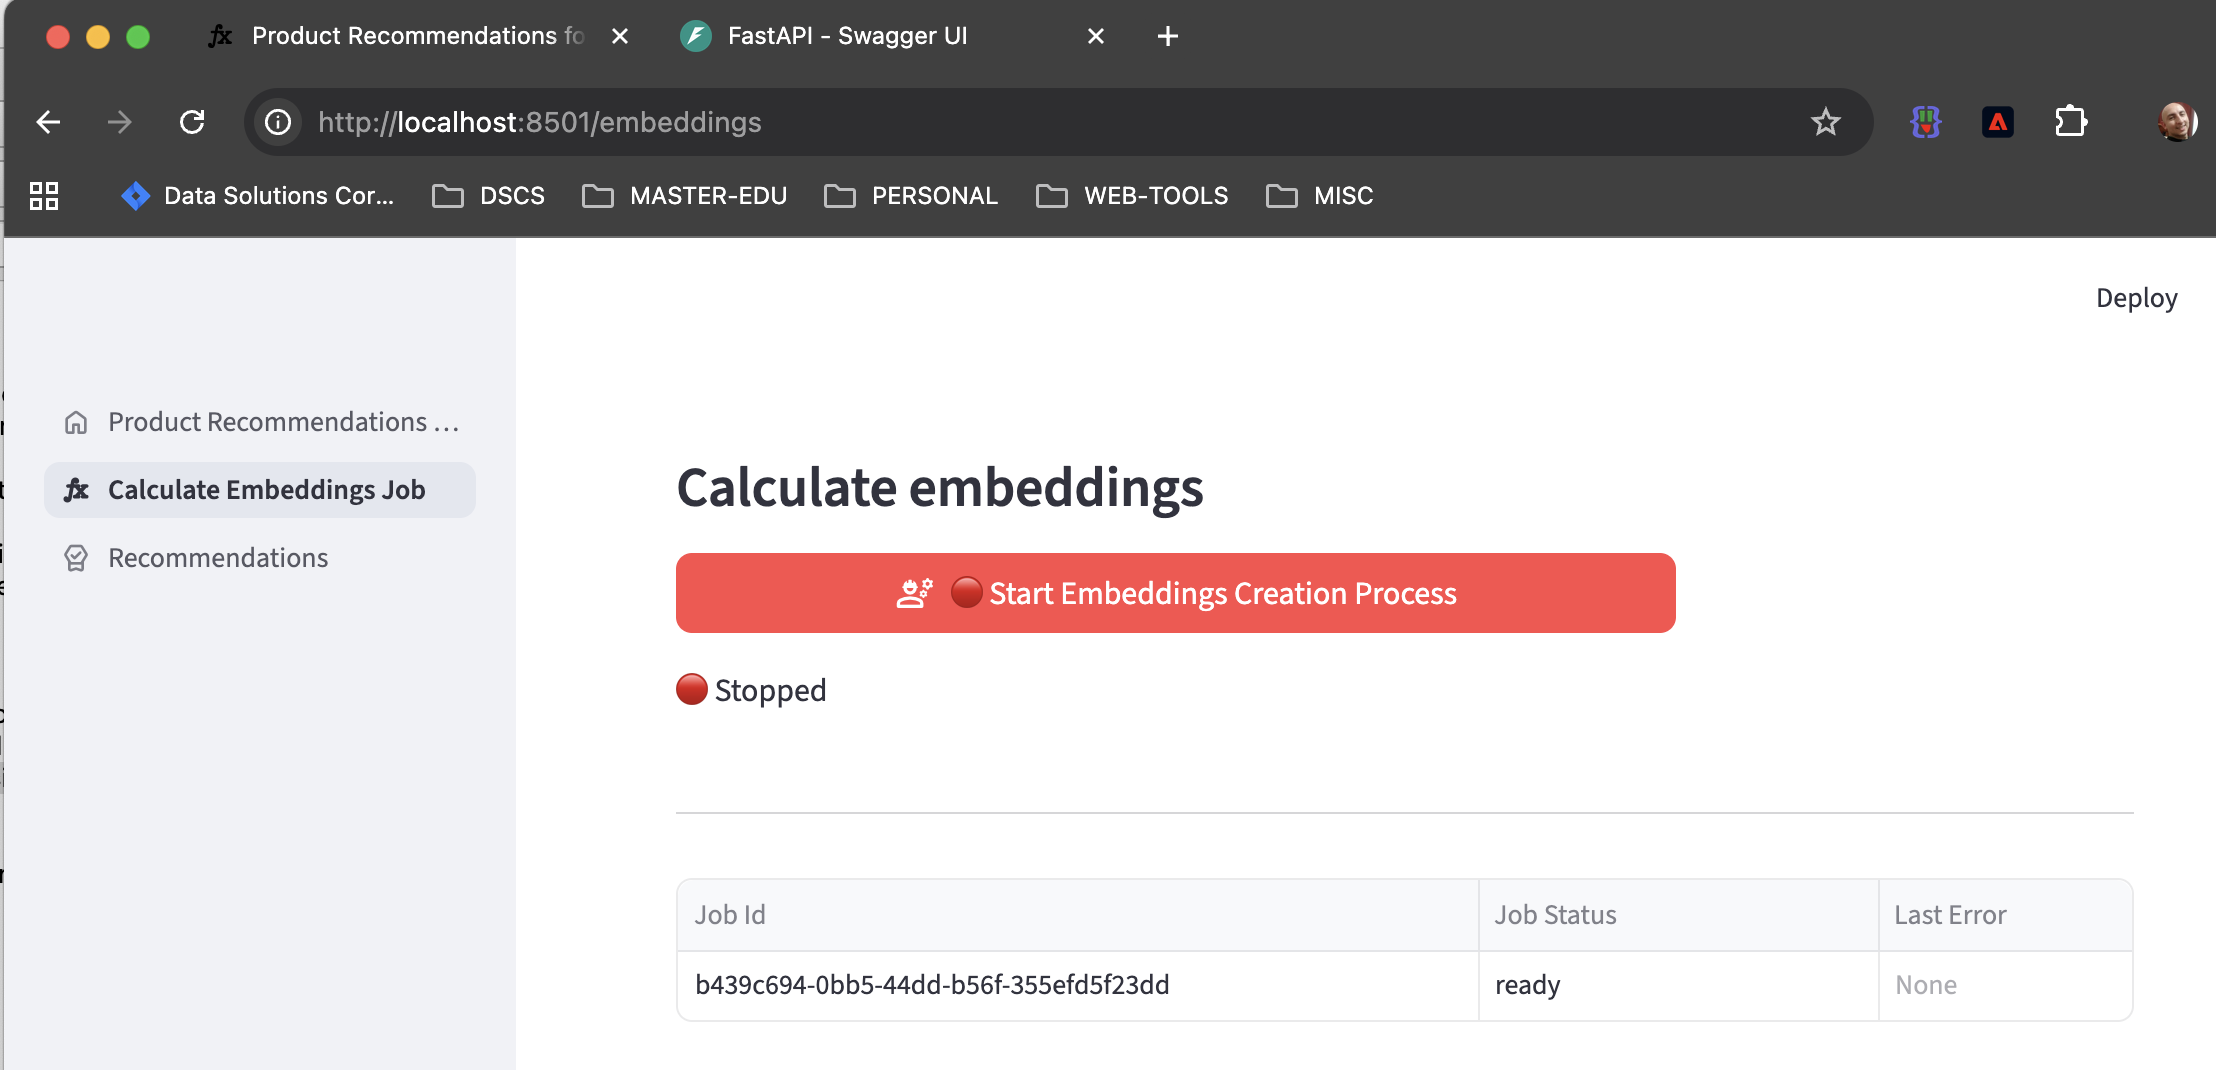 Product Recommendations fo
FastAPI - Swagger UI
http://localhost:8501/embeddings
Data Solutions Cor...
DSCS
MASTER-EDU
PERSONAL
WEB-TOOLS
MISC
Deploy
Product Recommendations ...
Calculate Embeddings Job
Recommendations
Calculate embeddings
Start Embeddings Creation Process
Stopped
Job Id
Job Status
Last Error
b439c694-0bb5-44dd-b56f-355efd5f23dd
ready
None